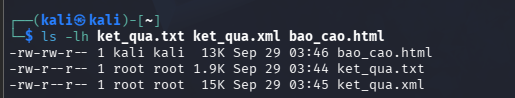 ┌──(kali㉿kali)-[~]
└─$ ls -lh ket_qua.txt ket_qua.xml bao_cao.html
-rw-rw-r-- 1 kali kali  13K Sep 29 03:46 bao_cao.html
-rw-r--r-- 1 root root 1.9K Sep 29 03:44 ket_qua.txt
-rw-r--r-- 1 root root  15K Sep 29 03:45 ket_qua.xml